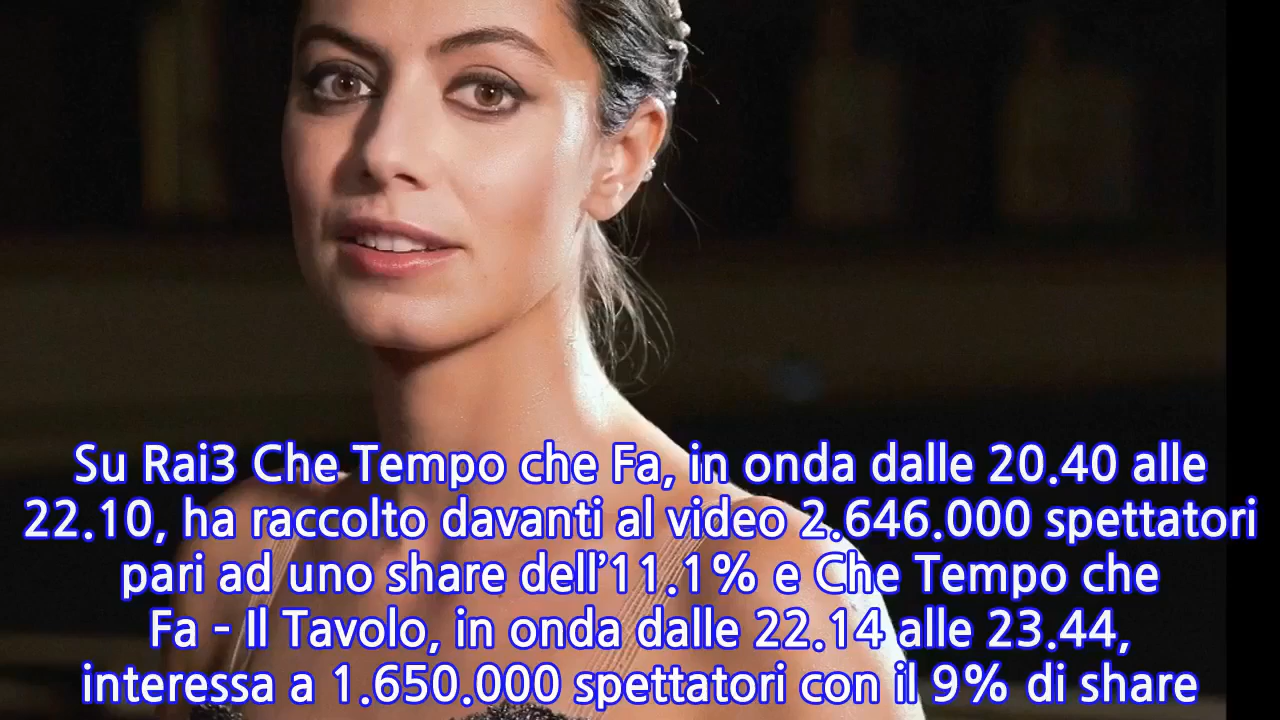 Su Rai3 Che Tempo che Fa, in onda dalle 20.40 alle
22.10, ha raccolto davanti al video 2.646.000 spettatori
pari ad uno share dell’11.1% e Che Tempo che
Fa - Il Tavolo, in onda dalle 22.14 alle 23.44,
interessa a 1.650.000 spettatori con il 9% di share